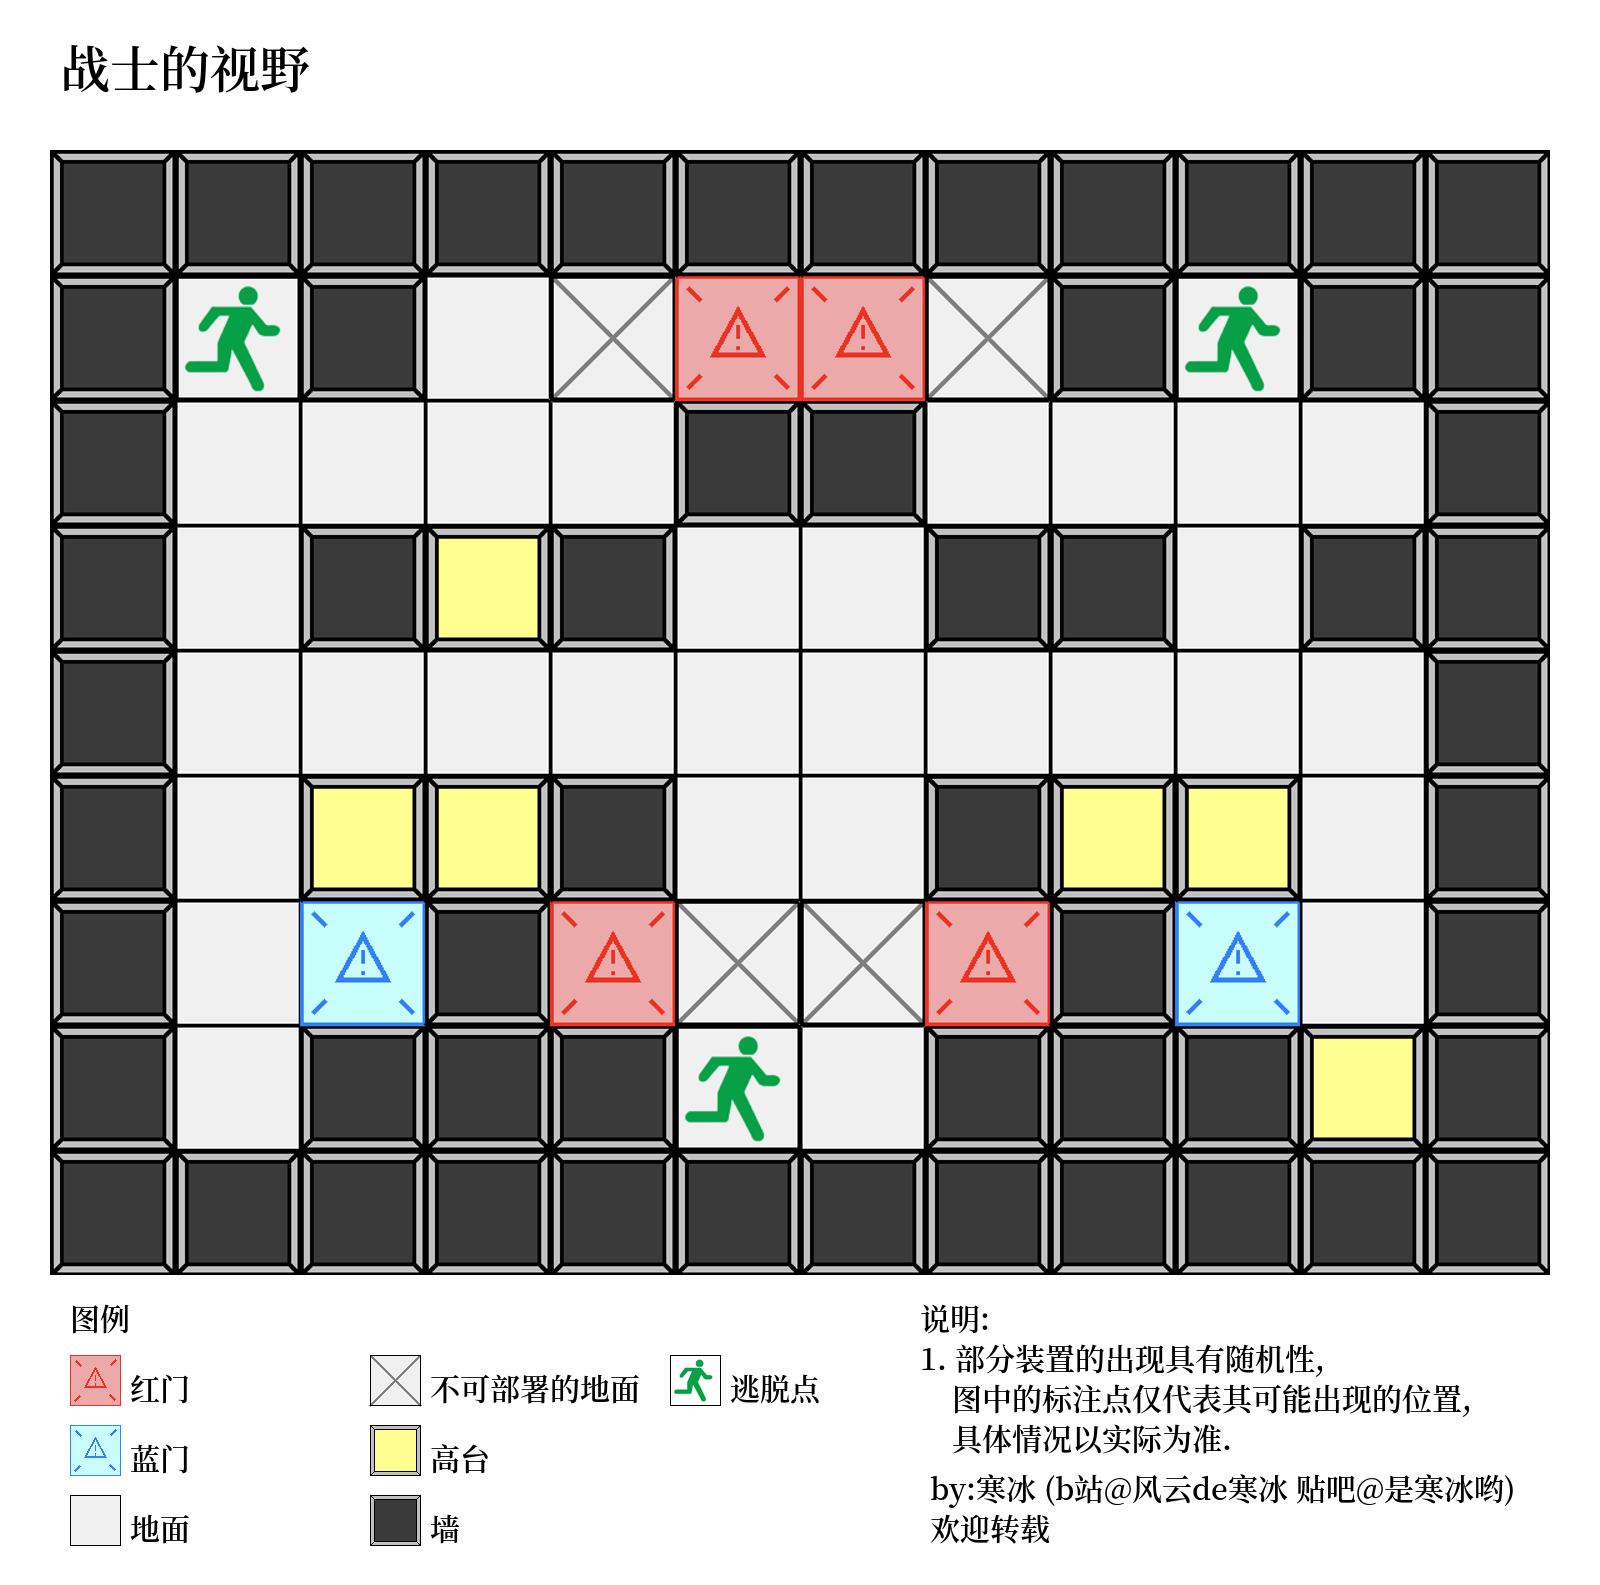 战士的视野
图例
红门
不可部署的地面
逃脱点
蓝门
高台
地面
墙
说明:
1. 部分装置的出现具有随机性,
图中的标注点仅代表其可能出现的位置,
具体情况以实际为准.
by:寒冰 (b站@风云de寒冰 贴吧@是寒冰哟)
欢迎转载